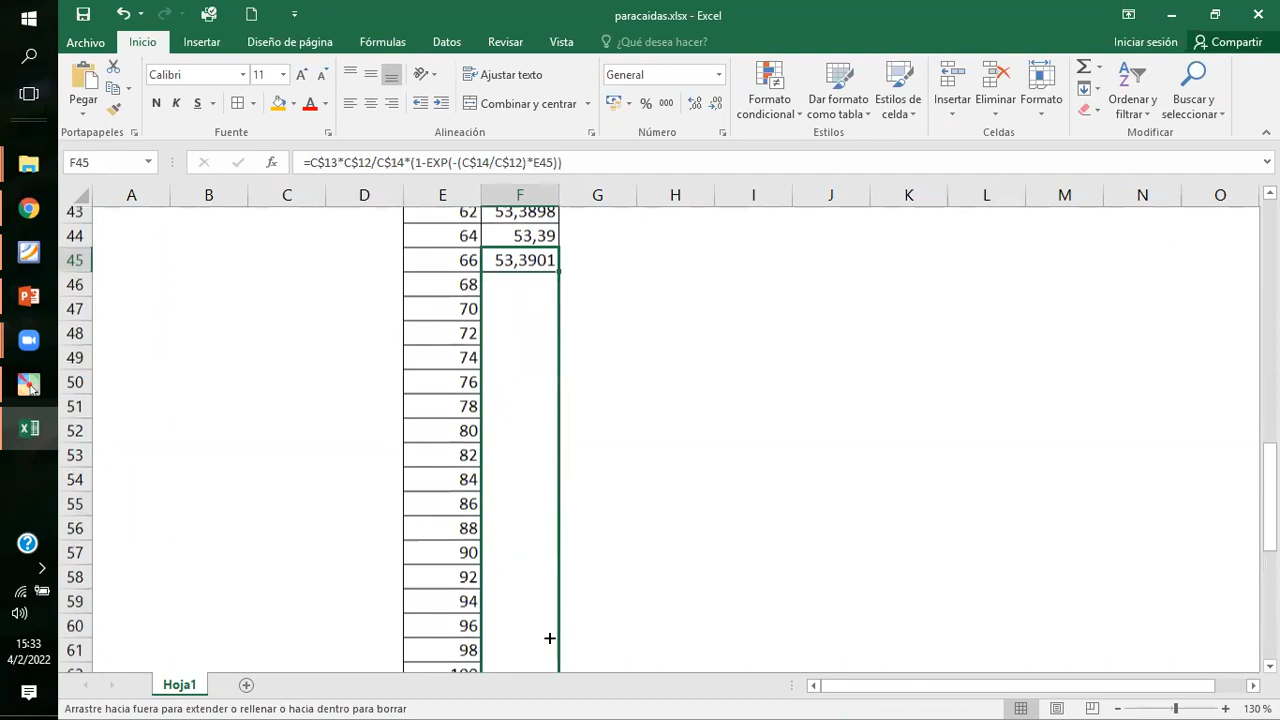 paracaidas.xlsx - Excel
Archivo Inicio Insertar Diseño de página Fórmulas Datos Revisar Vista ¿Qué desea hacer? Iniciar sesión Compartir
Pegar
Calibri 11
N K S
A A
Ajustar texto
Combinar y centrar
General
% 000
Formato condicional
Dar formato como tabla
Estilos de celda
Insertar Eliminar Formato
Ordenar y filtrar
Buscar y seleccionar
Portapapeles Fuente Alineación Número Estilos Celdas Modificar
F45 fx =C$13*C$12/C$14*(1-EXP(-(C$14/C$12)*E45))
A B C D E F G H I J K L M N O
43 62 53,3898
44 64 53,39
45 66 53,3901
46 68
47 70
48 72
49 74
50 76
51 78
52 80
53 82
54 84
55 86
56 88
57 90
58 92
59 94
60 96
61 98
62 100
15:33
4/2/2022
Hoja1
Arrastre hacia fuera para extender o rellenar o hacia dentro para borrar
130 %